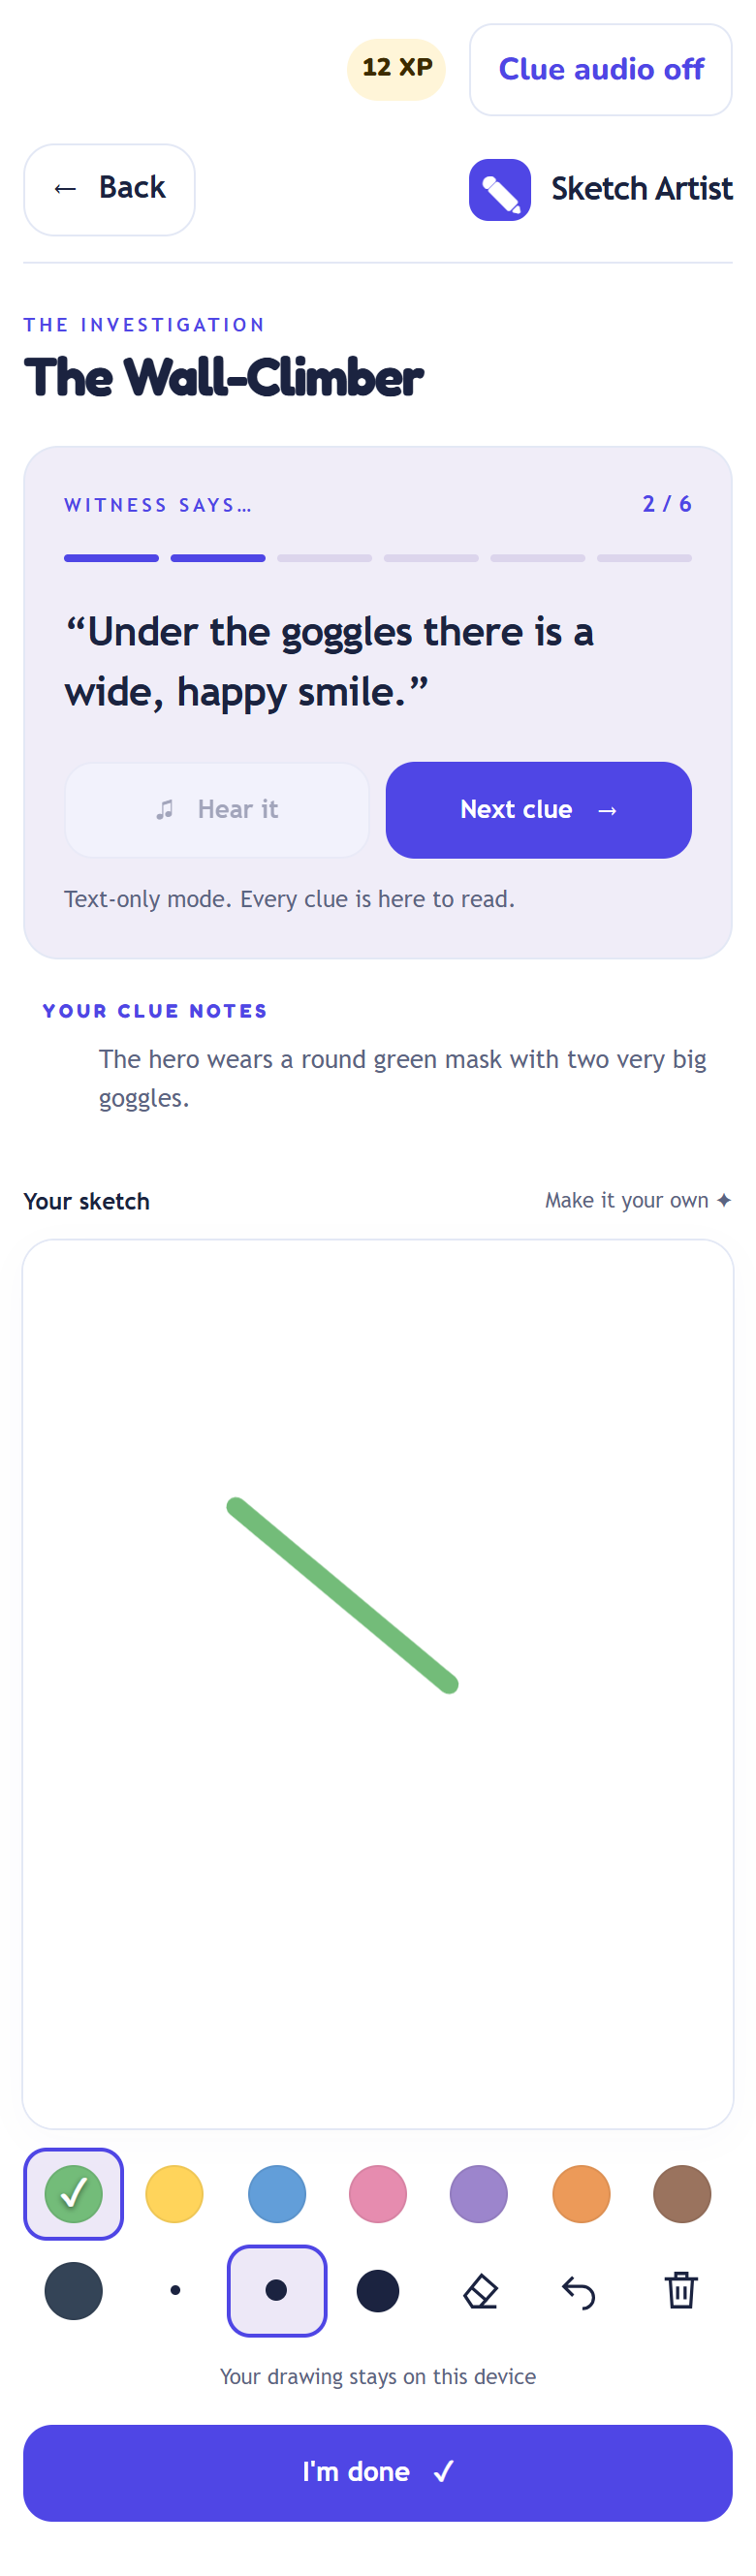 12 XP
Clue audio off
← Back
Sketch Artist
THE INVESTIGATION
The Wall-Climber
WITNESS SAYS…
2 / 6
“Under the goggles there is a
wide, happy smile.”
♫ Hear it
Next clue →
Text-only mode. Every clue is here to read.
YOUR CLUE NOTES
The hero wears a round green mask with two very big
goggles.
Your sketch
Make it your own ✦
Your drawing stays on this device
I'm done ✓